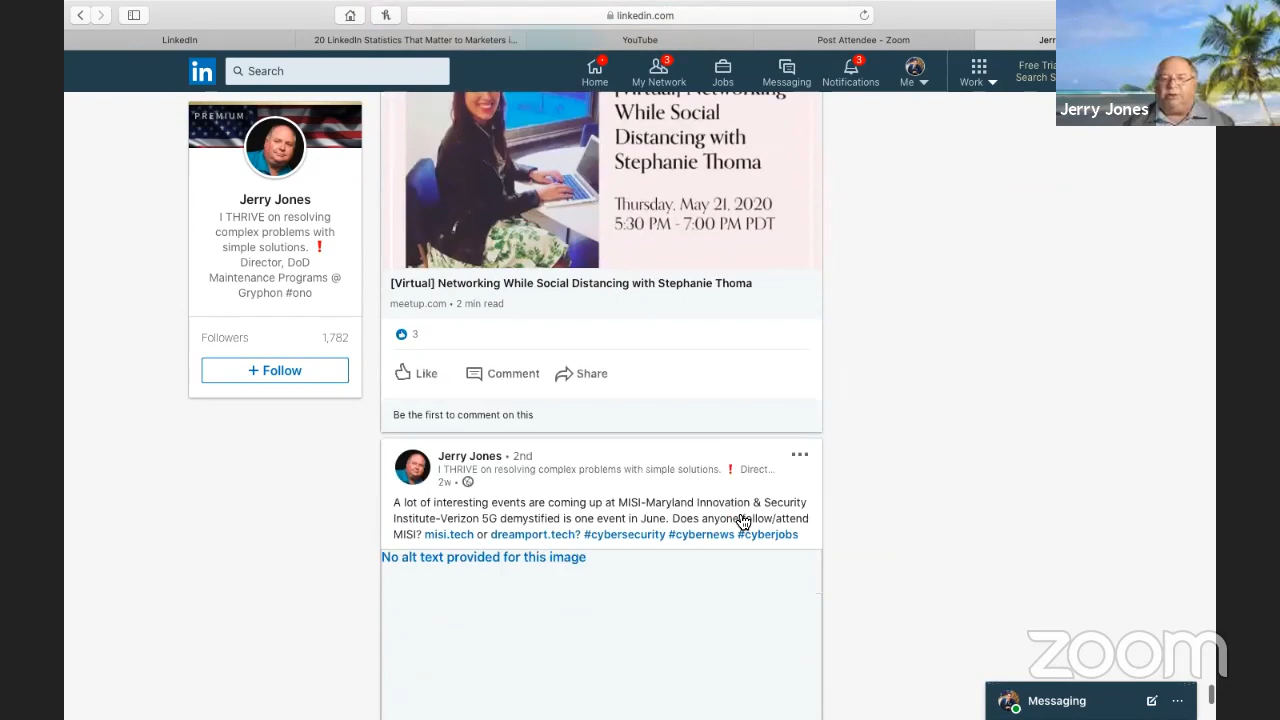 linkedin.com
LinkedIn
20 LinkedIn Statistics That Matter to Marketers i...
YouTube
Post Attendee - Zoom
Jer
in
Search
Home
3
My Network
Jobs
Messaging
3
Notifications
Me
Work
Free Tria
Search S
Jerry Jones
PREMIUM
Jerry Jones
I THRIVE on resolving
complex problems with
simple solutions. ❗
Director, DoD
Maintenance Programs @
Gryphon #ono
Followers 1,782
+ Follow
[Virtual] Networking
While Social
Distancing with
Stephanie Thoma
Thursday, May 21, 2020
5:30 PM - 7:00 PM PDT
[Virtual] Networking While Social Distancing with Stephanie Thoma
meetup.com • 2 min read
3
Like Comment Share
Be the first to comment on this
Jerry Jones • 2nd
I THRIVE on resolving complex problems with simple solutions. ❗ Direct...
2w •
A lot of interesting events are coming up at MISI-Maryland Innovation & Security
Institute-Verizon 5G demystified is one event in June. Does anyone follow/attend
MISI? misi.tech or dreamport.tech? #cybersecurity #cybernews #cyberjobs
No alt text provided for this image
zoom
Messaging